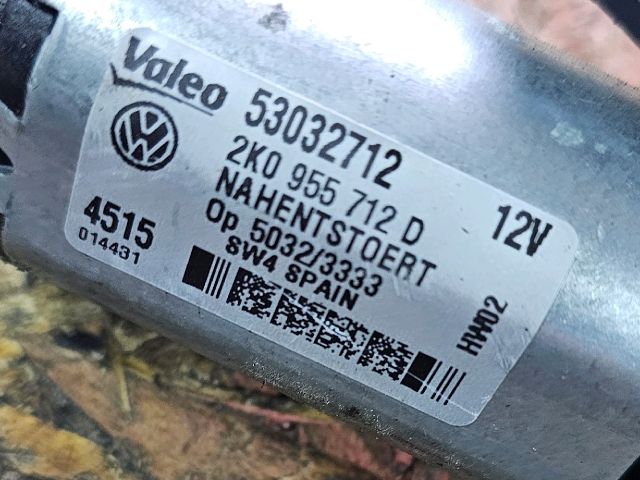 Valeo
53032712
2K0 955 712 D
12V
NAHENTSTOERT
4515
Op 5032/3333
014431
SW4 SPAIN
HW02